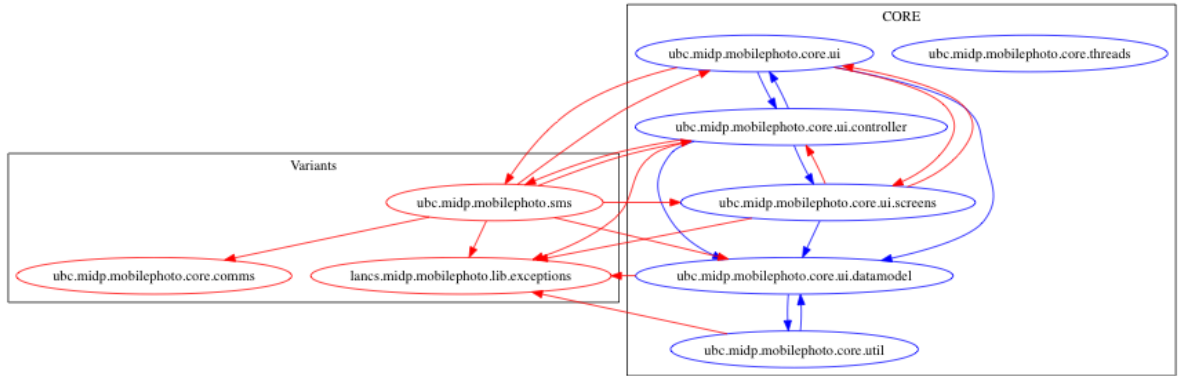 CORE
ubc.midp.mobilephoto.core.ui
ubc.midp.mobilephoto.core.threads
ubc.midp.mobilephoto.core.ui.controller
Variants
ubc.midp.mobilephoto.sms
ubc.midp.mobilephoto.core.ui.screens
ubc.midp.mobilephoto.core.comms
lancs.midp.mobilephoto.lib.exceptions
ubc.midp.mobilephoto.core.ui.datamodel
ubc.midp.mobilephoto.core.util